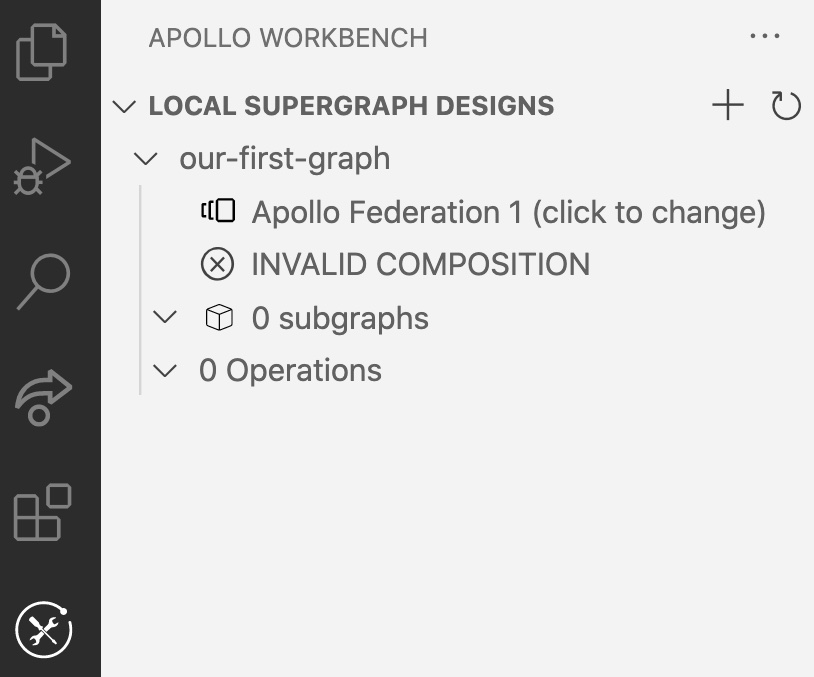 APOLLO WORKBENCH
LOCAL SUPERGRAPH DESIGNS
our-first-graph
Apollo Federation 1 (click to change)
INVALID COMPOSITION
0 subgraphs
0 Operations